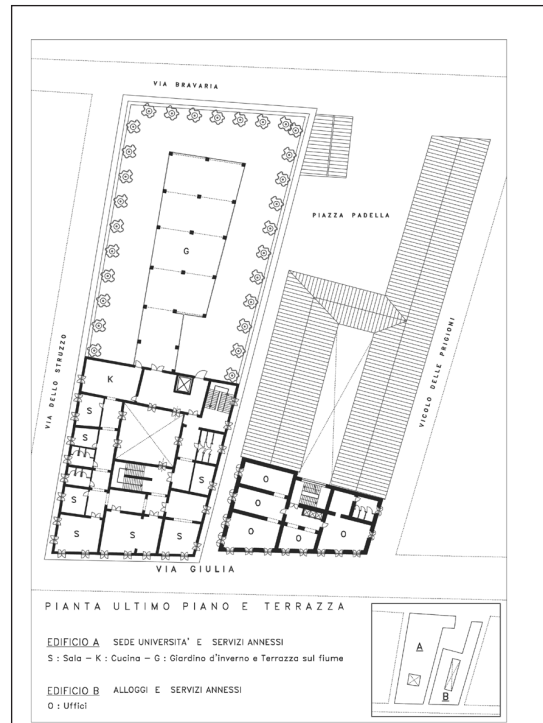 VIA BRAVARIA
PIAZZA PADELLA
G
VIA DELLO STRUZZO
VICOLO DELLE PRIGIONI
K
S
S
S
S
S
S
S
O
O
O
O
O
VIA GIULIA
PIANTA ULTIMO PIANO E TERRAZZA
EDIFICIO A SEDE UNIVERSITA' E SERVIZI ANNESSI
S : Sala – K : Cucina – G : Giardino d'inverno e Terrazza sul fiume
EDIFICIO B ALLOGGI E SERVIZI ANNESSI
O : Uffici
A
B